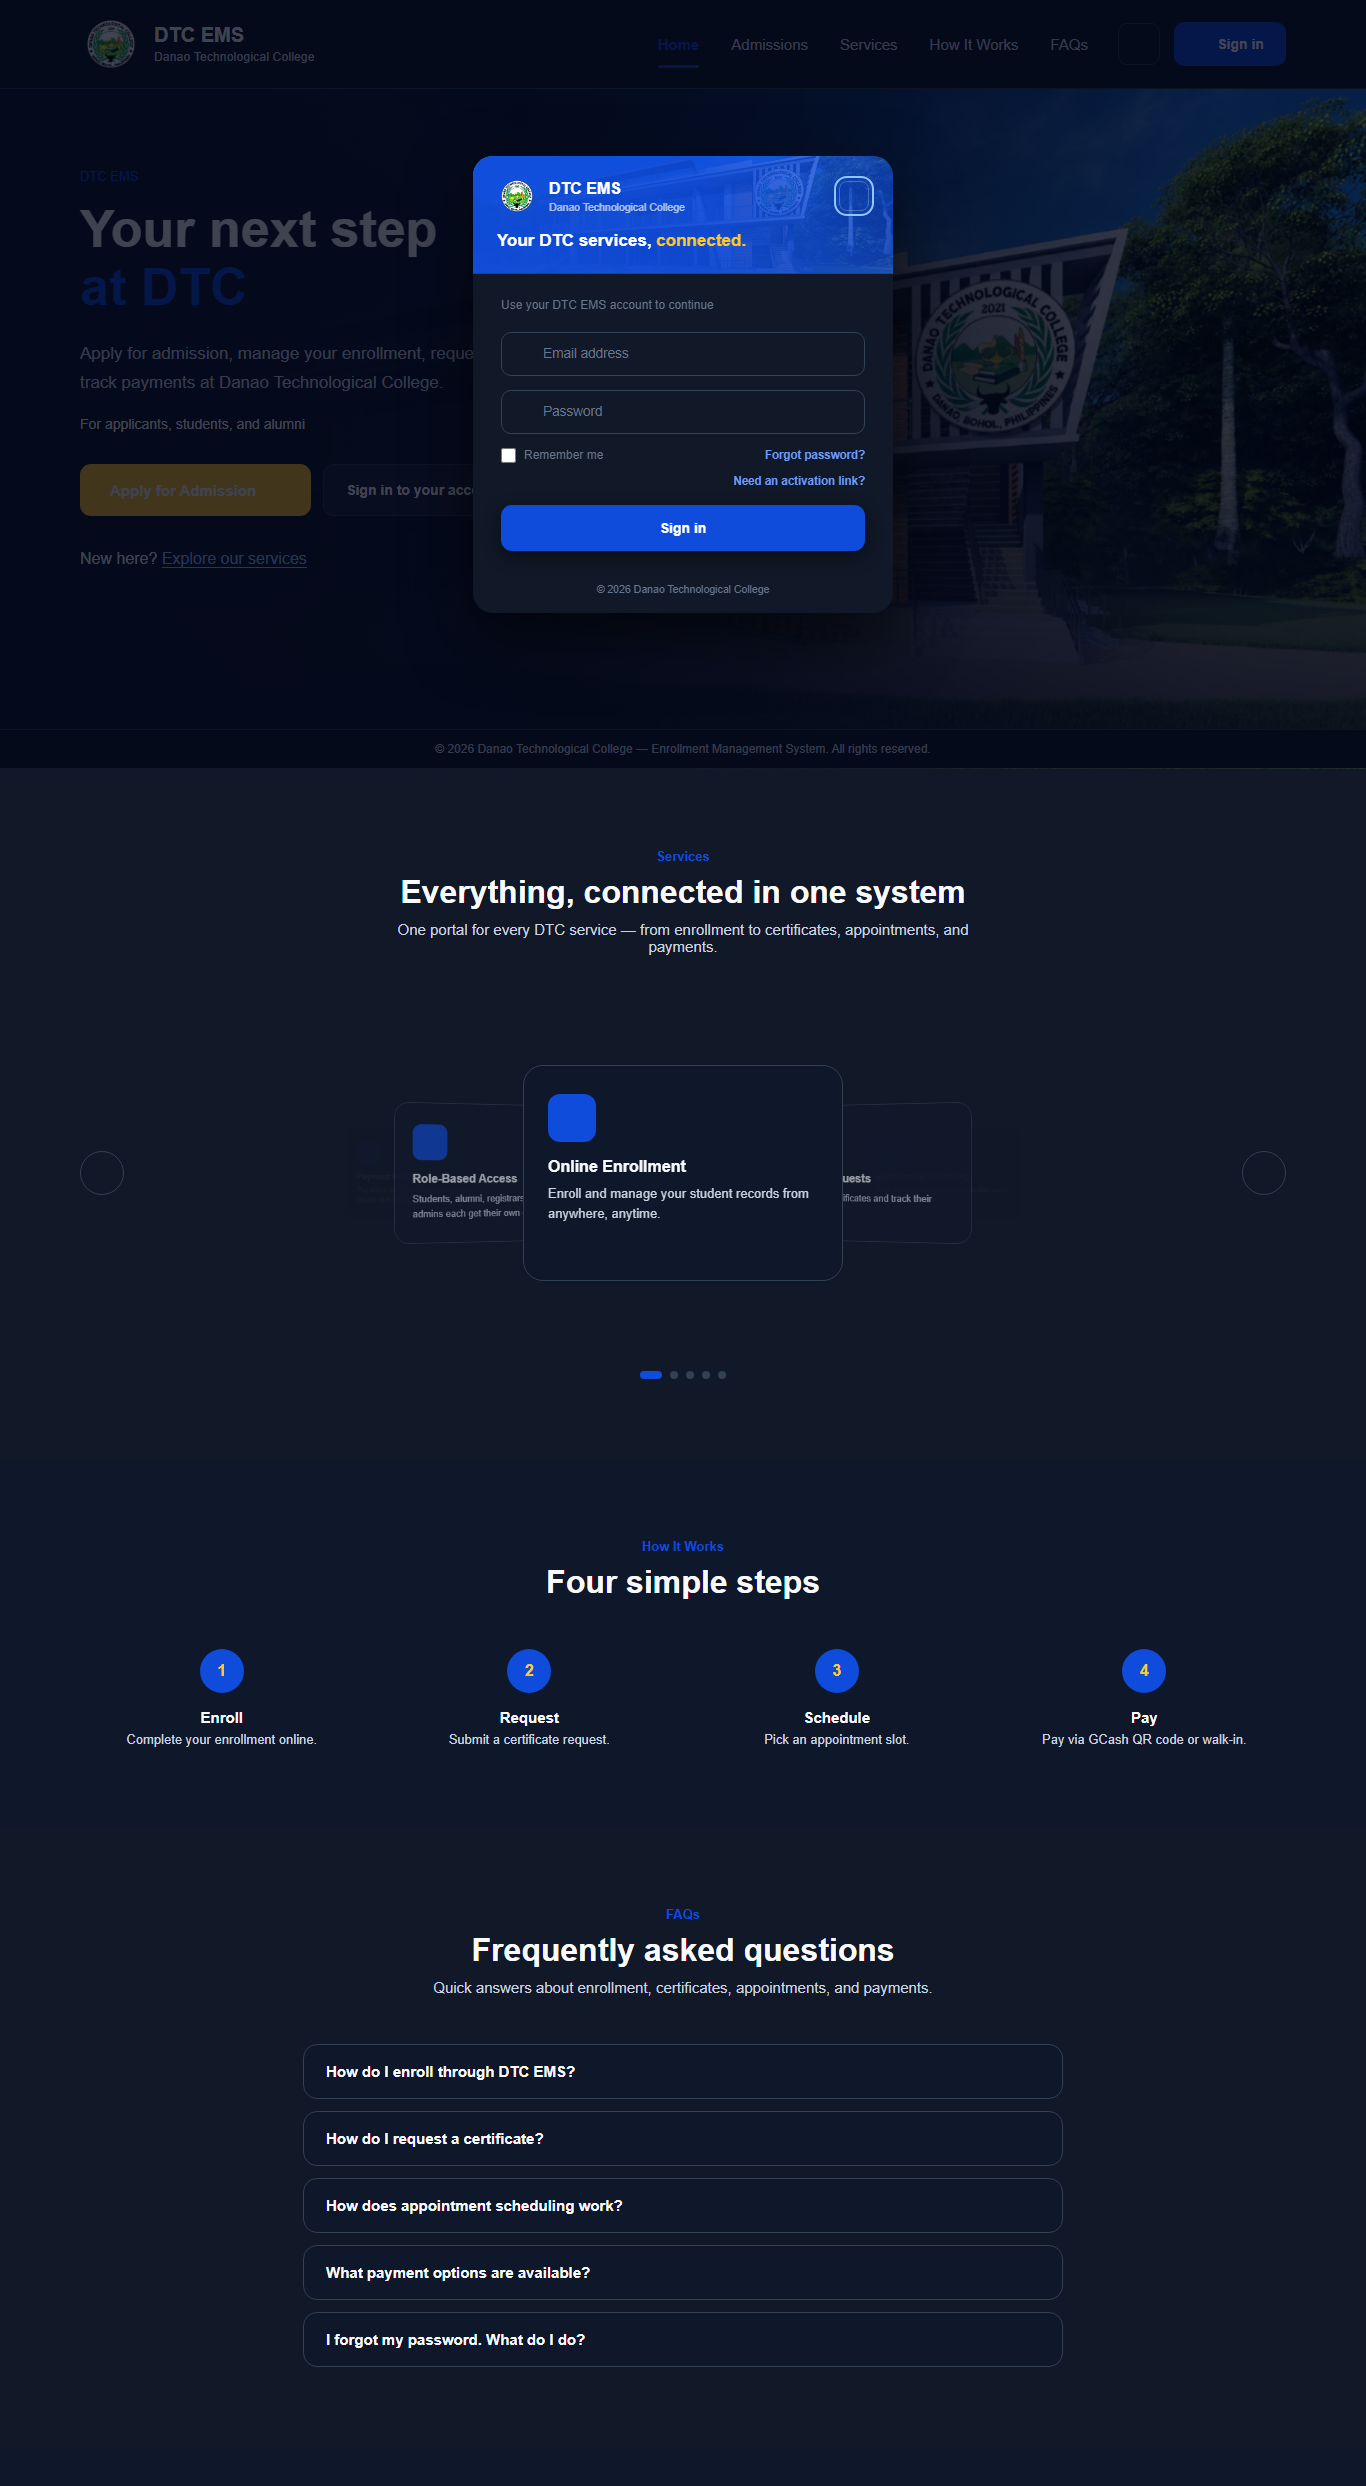 DTC EMS
Danao Technological College
Home
Admissions
Services
How It Works
FAQs
Sign in
DTC EMS
Your next step
at DTC
Apply for admission, manage your enrollment, reque
track payments at Danao Technological College.
For applicants, students, and alumni
Apply for Admission
Sign in to your acc
New here? Explore our services
DTC EMS
Danao Technological College
Your DTC services, connected.
Use your DTC EMS account to continue
Email address
Password
Remember me
Forgot password?
Need an activation link?
Sign in
© 2026 Danao Technological College
DANAO TECHNOLOGICAL COLLEGE
2021
DANAO, BOHOL, PHILIPPINES
© 2026 Danao Technological College — Enrollment Management System. All rights reserved.
Services
Everything, connected in one system
One portal for every DTC service — from enrollment to certificates, appointments, and
payments.
Role-Based Access
Students, alumni, registrars
admins each get their own
Online Enrollment
Enroll and manage your student records from
anywhere, anytime.
uests
ificates and track their
How It Works
Four simple steps
1
Enroll
Complete your enrollment online.
2
Request
Submit a certificate request.
3
Schedule
Pick an appointment slot.
4
Pay
Pay via GCash QR code or walk-in.
FAQs
Frequently asked questions
Quick answers about enrollment, certificates, appointments, and payments.
How do I enroll through DTC EMS?
How do I request a certificate?
How does appointment scheduling work?
What payment options are available?
I forgot my password. What do I do?